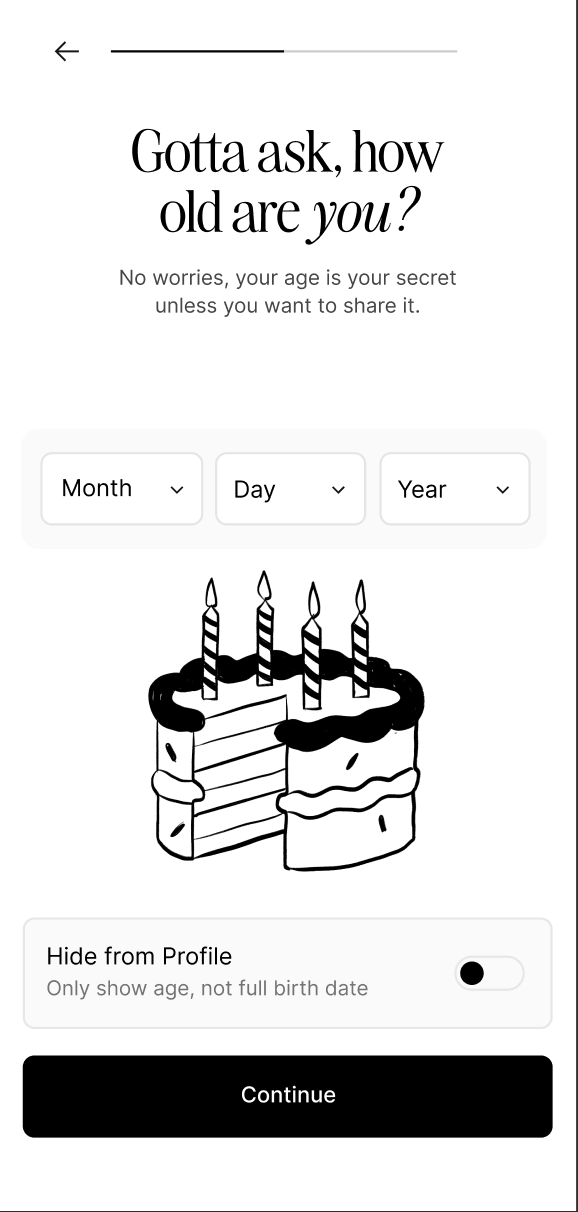 Gotta ask, how
old are you?
No worries, your age is your secret
unless you want to share it.
Month
Day
Year
Hide from Profile
Only show age, not full birth date
Continue